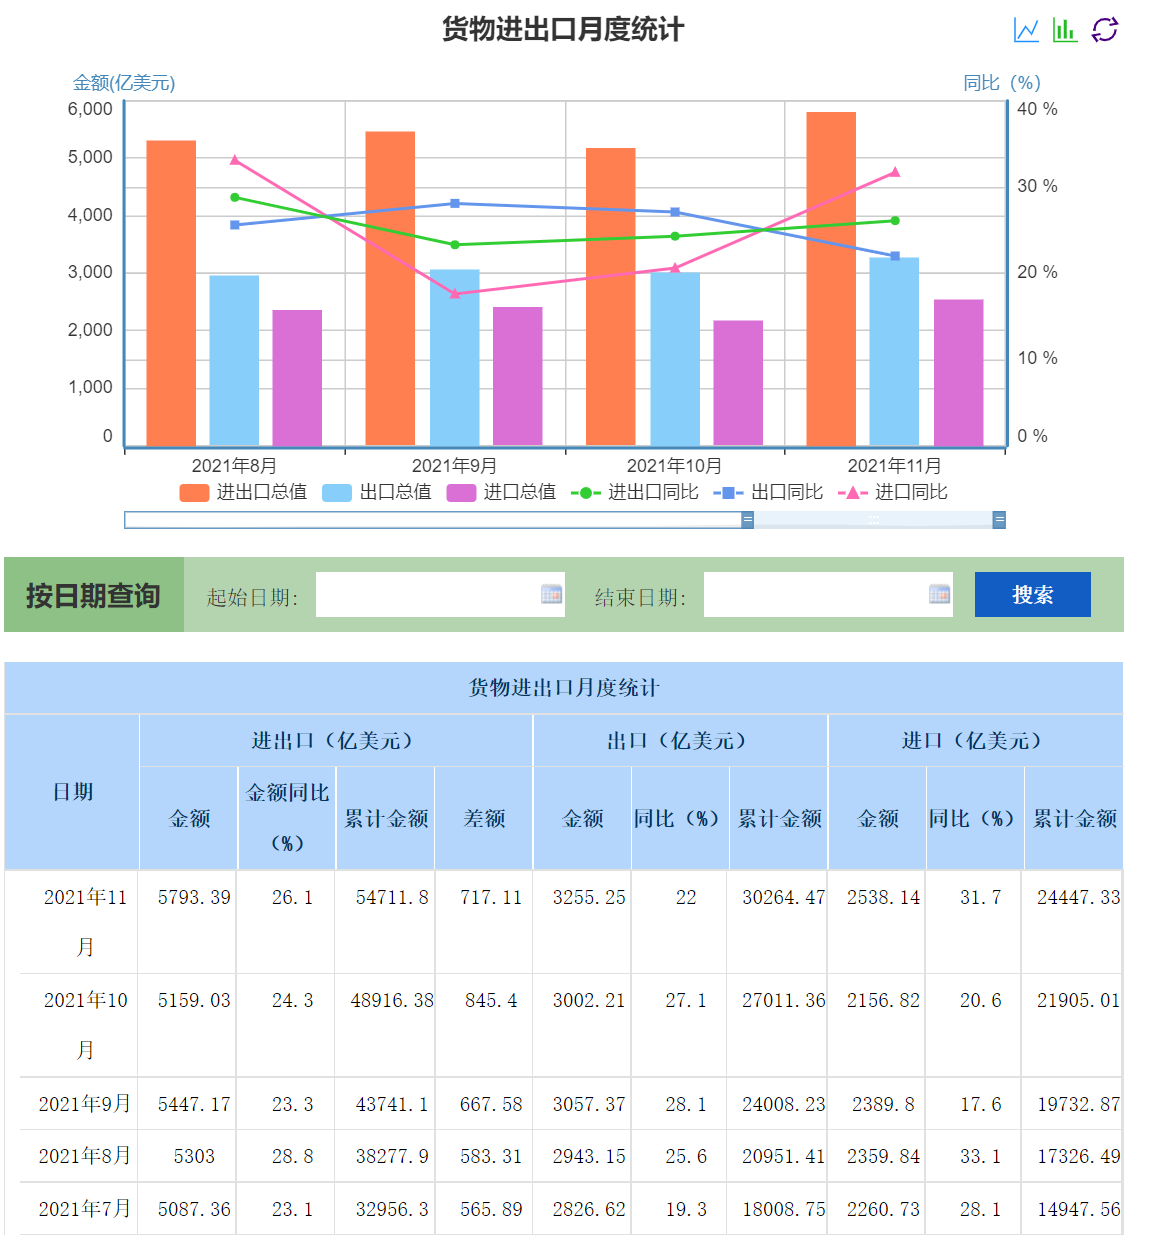 货物进出口月度统计
金额(亿美元) 同比（%）
6,000 40 %
5,000
30 %
4,000
3,000 20 %
2,000
10 %
1,000
0 0 %
2021年8月 2021年9月 2021年10月 2021年11月
进出口总值 出口总值 进口总值 进出口同比 出口同比 进口同比
按日期查询 起始日期: 结束日期: 搜索
货物进出口月度统计
日期 进出口（亿美元） 出口（亿美元） 进口（亿美元）
金额 金额同比（%） 累计金额 差额 金额 同比（%） 累计金额 金额 同比（%） 累计金额
2021年11月 5793.39 26.1 54711.8 717.11 3255.25 22 30264.47 2538.14 31.7 24447.33
2021年10月 5159.03 24.3 48916.38 845.4 3002.21 27.1 27011.36 2156.82 20.6 21905.01
2021年9月 5447.17 23.3 43741.1 667.58 3057.37 28.1 24008.23 2389.8 17.6 19732.87
2021年8月 5303 28.8 38277.9 583.31 2943.15 25.6 20951.41 2359.84 33.1 17326.49
2021年7月 5087.36 23.1 32956.3 565.89 2826.62 19.3 18008.75 2260.73 28.1 14947.56